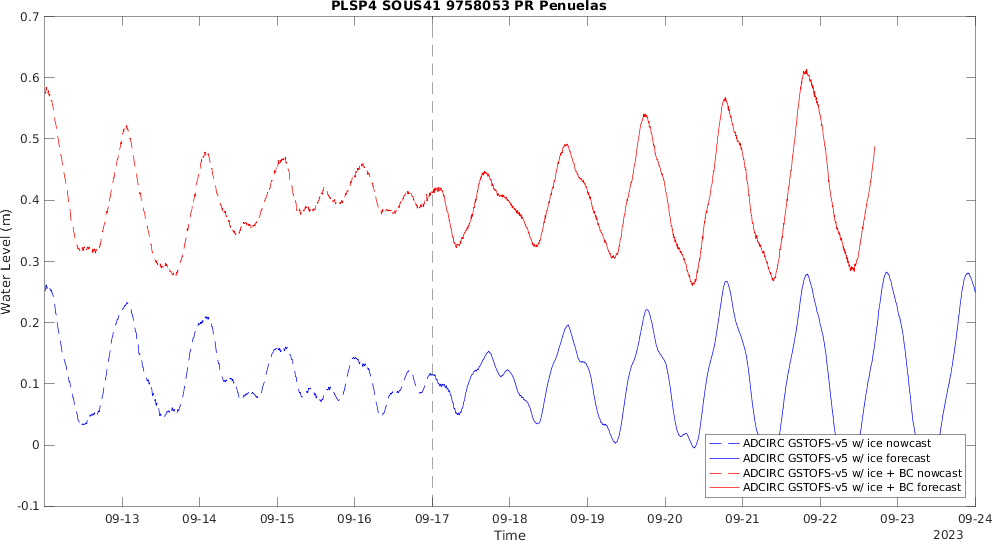 PLSP4 SOUS41 9758053 PR Penuelas
0.7
0.6
0.5
0.4
0.3
0.2
0.1
0
-0.1
Water Level (m)
ADCIRC GSTOFS-v5 w/ ice nowcast
ADCIRC GSTOFS-v5 w/ ice forecast
ADCIRC GSTOFS-v5 w/ ice + BC nowcast
ADCIRC GSTOFS-v5 w/ ice + BC forecast
09-13 09-14 09-15 09-16 09-17 09-18 09-19 09-20 09-21 09-22 09-23 09-24
Time
2023